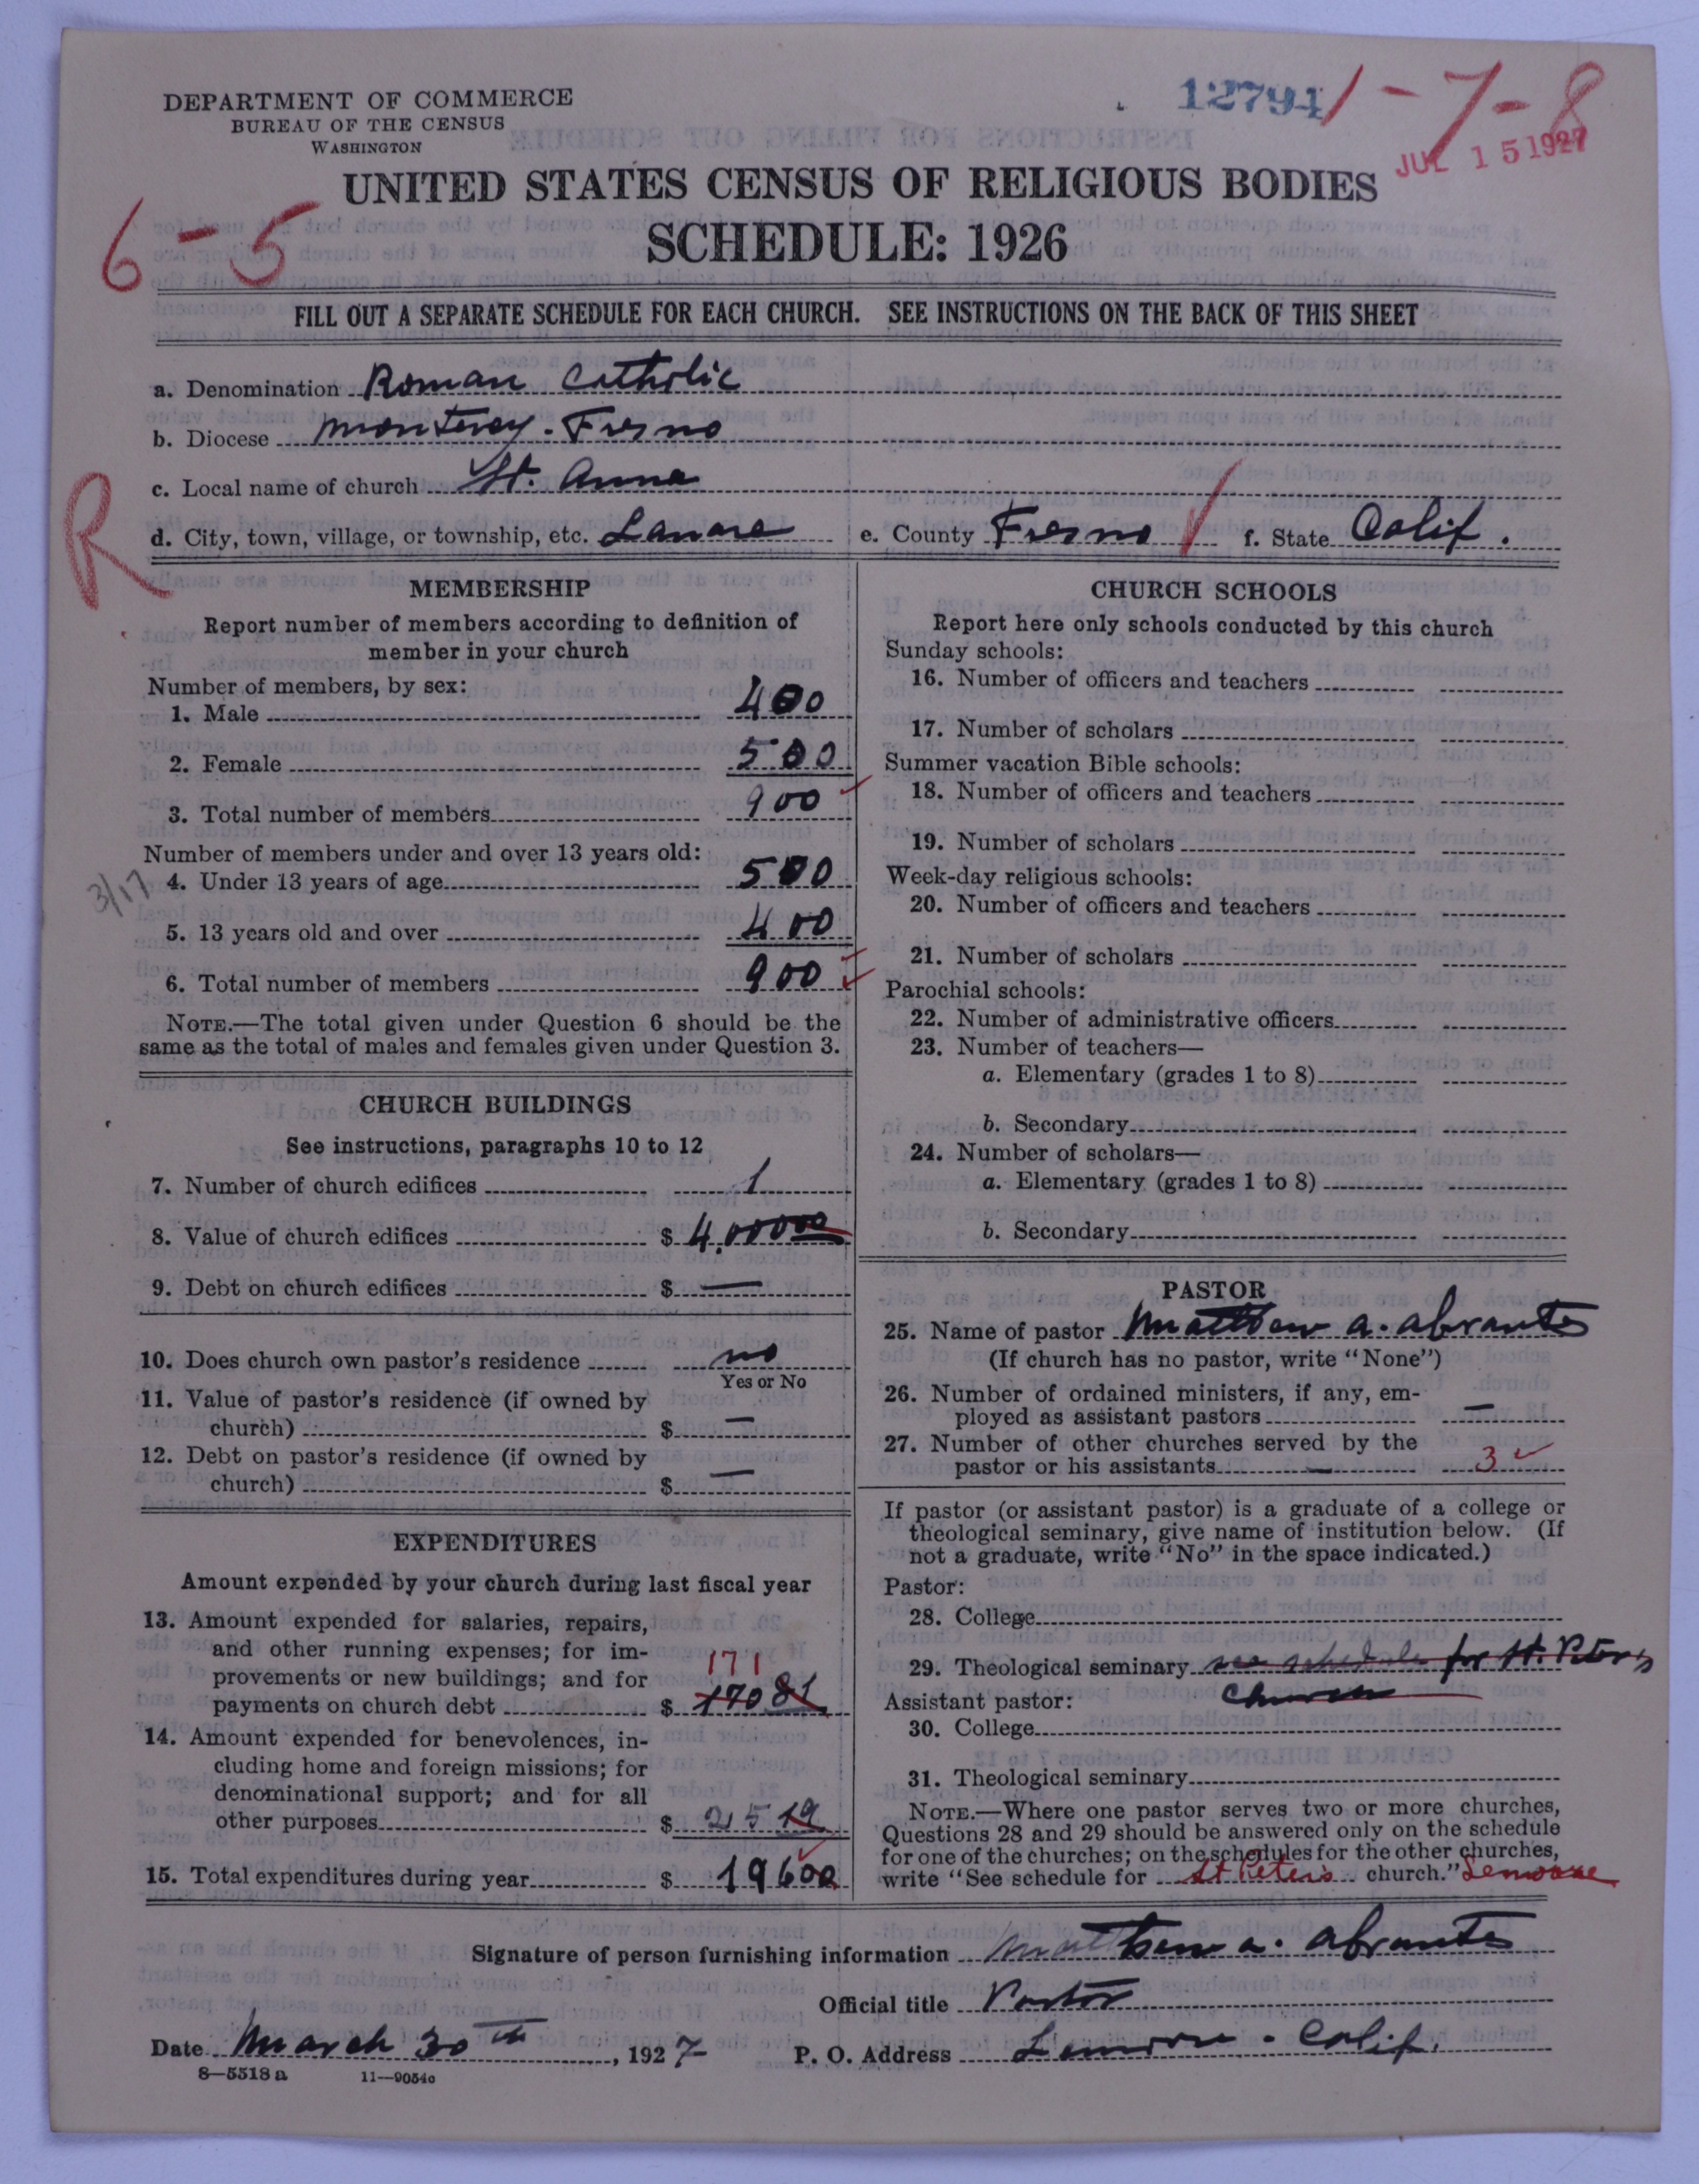 DEPARTMENT OF COMMERCE
BUREAU OF THE CENSUS
WASHINGTON
12794
1-7-8
JUL 15 1927
UNITED STATES CENSUS OF RELIGIOUS BODIES
SCHEDULE: 1926
6-5
FILL OUT A SEPARATE SCHEDULE FOR EACH CHURCH. SEE INSTRUCTIONS ON THE BACK OF THIS SHEET
a. Denomination Roman Catholic
b. Diocese Monterey-Fresno
c. Local name of church St. Anna
R
d. City, town, village, or township, etc. Lanare e. County Fresno f. State Calif.
MEMBERSHIP
Report number of members according to definition of
member in your church
Number of members, by sex:
1. Male 400
2. Female 500
3. Total number of members 900
Number of members under and over 13 years old:
3/17
4. Under 13 years of age 500
5. 13 years old and over 400
6. Total number of members 900
NOTE.—The total given under Question 6 should be the
same as the total of males and females given under Question 3.
CHURCH BUILDINGS
See instructions, paragraphs 10 to 12
7. Number of church edifices 1
8. Value of church edifices $ 4,00000
9. Debt on church edifices $ —
10. Does church own pastor's residence no
Yes or No
11. Value of pastor's residence (if owned by
church) $ —
12. Debt on pastor's residence (if owned by
church) $ —
EXPENDITURES
Amount expended by your church during last fiscal year
13. Amount expended for salaries, repairs,
and other running expenses; for im-
provements or new buildings; and for
171
payments on church debt $ 170 81
14. Amount expended for benevolences, in-
cluding home and foreign missions; for
denominational support; and for all
other purposes $ 25 19
15. Total expenditures during year $ 19600
CHURCH SCHOOLS
Report here only schools conducted by this church
Sunday schools:
16. Number of officers and teachers
17. Number of scholars
Summer vacation Bible schools:
18. Number of officers and teachers
19. Number of scholars
Week-day religious schools:
20. Number of officers and teachers
21. Number of scholars
Parochial schools:
22. Number of administrative officers
23. Number of teachers—
a. Elementary (grades 1 to 8)
b. Secondary
24. Number of scholars—
a. Elementary (grades 1 to 8)
b. Secondary
PASTOR
25. Name of pastor Matthew a. abrantes
(If church has no pastor, write "None")
26. Number of ordained ministers, if any, em-
ployed as assistant pastors —
27. Number of other churches served by the
pastor or his assistants — 3
If pastor (or assistant pastor) is a graduate of a college or
theological seminary, give name of institution below. (If
not a graduate, write "No" in the space indicated.)
Pastor:
28. College
29. Theological seminary see schedule for St. Peter's
Assistant pastor: church
30. College
31. Theological seminary
NOTE.—Where one pastor serves two or more churches,
Questions 28 and 29 should be answered only on the schedule
for one of the churches; on the schedules for the other churches,
write "See schedule for St Peter's church." Lemoore
Signature of person furnishing information Matthew a. abrantes
Official title Pastor
Date March 30th, 1927 P. O. Address Lemoore - Calif.
8—5518 a 11—9054c